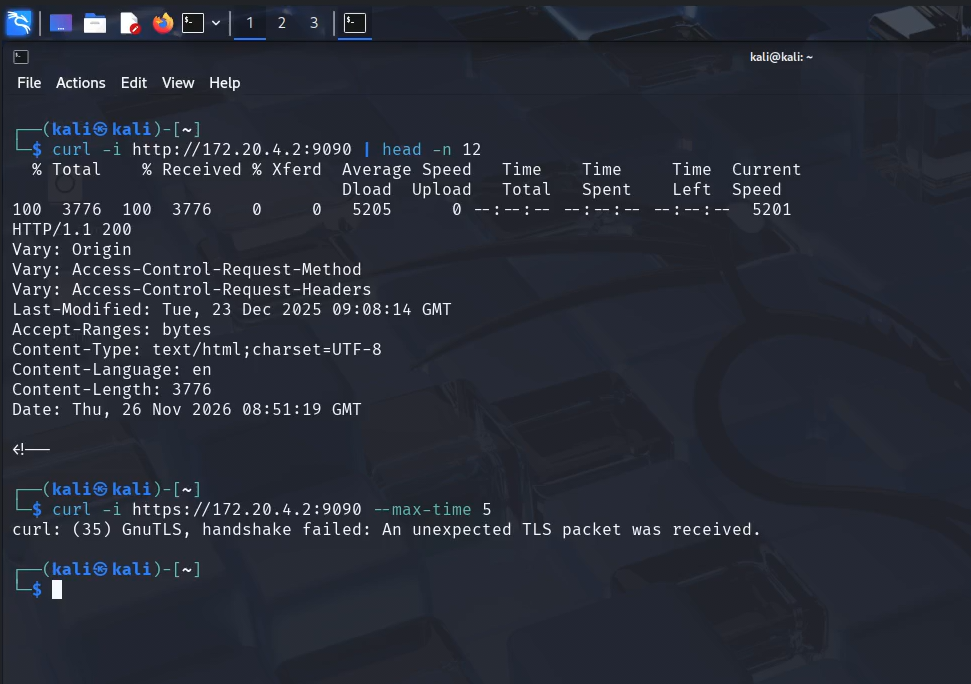 1 2 3
kali@kali: ~
File Actions Edit View Help
┌──(kali㉿kali)-[~]
└─$ curl -i http://172.20.4.2:9090 | head -n 12
  % Total    % Received % Xferd  Average Speed   Time    Time     Time  Current
                                 Dload  Upload   Total   Spent    Left  Speed
100  3776  100  3776    0     0   5205      0 --:--:-- --:--:-- --:--:--  5201
HTTP/1.1 200
Vary: Origin
Vary: Access-Control-Request-Method
Vary: Access-Control-Request-Headers
Last-Modified: Tue, 23 Dec 2025 09:08:14 GMT
Accept-Ranges: bytes
Content-Type: text/html;charset=UTF-8
Content-Language: en
Content-Length: 3776
Date: Thu, 26 Nov 2026 08:51:19 GMT
<!--
┌──(kali㉿kali)-[~]
└─$ curl -i https://172.20.4.2:9090 --max-time 5
curl: (35) GnuTLS, handshake failed: An unexpected TLS packet was received.
┌──(kali㉿kali)-[~]
└─$